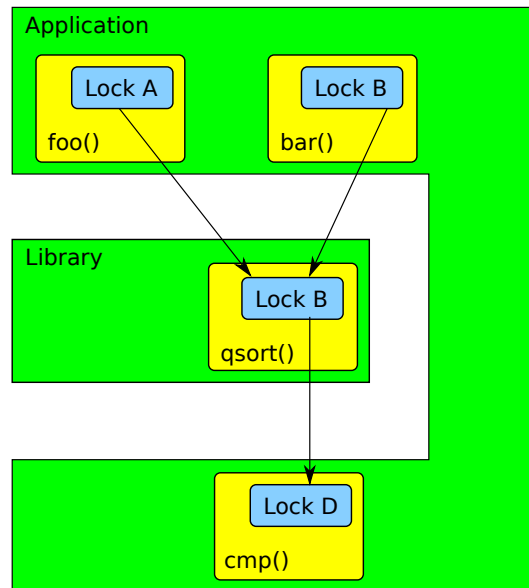 Application
Lock A
Lock B
foo()
bar()
Library
Lock B
qsort()
Lock D
cmp()